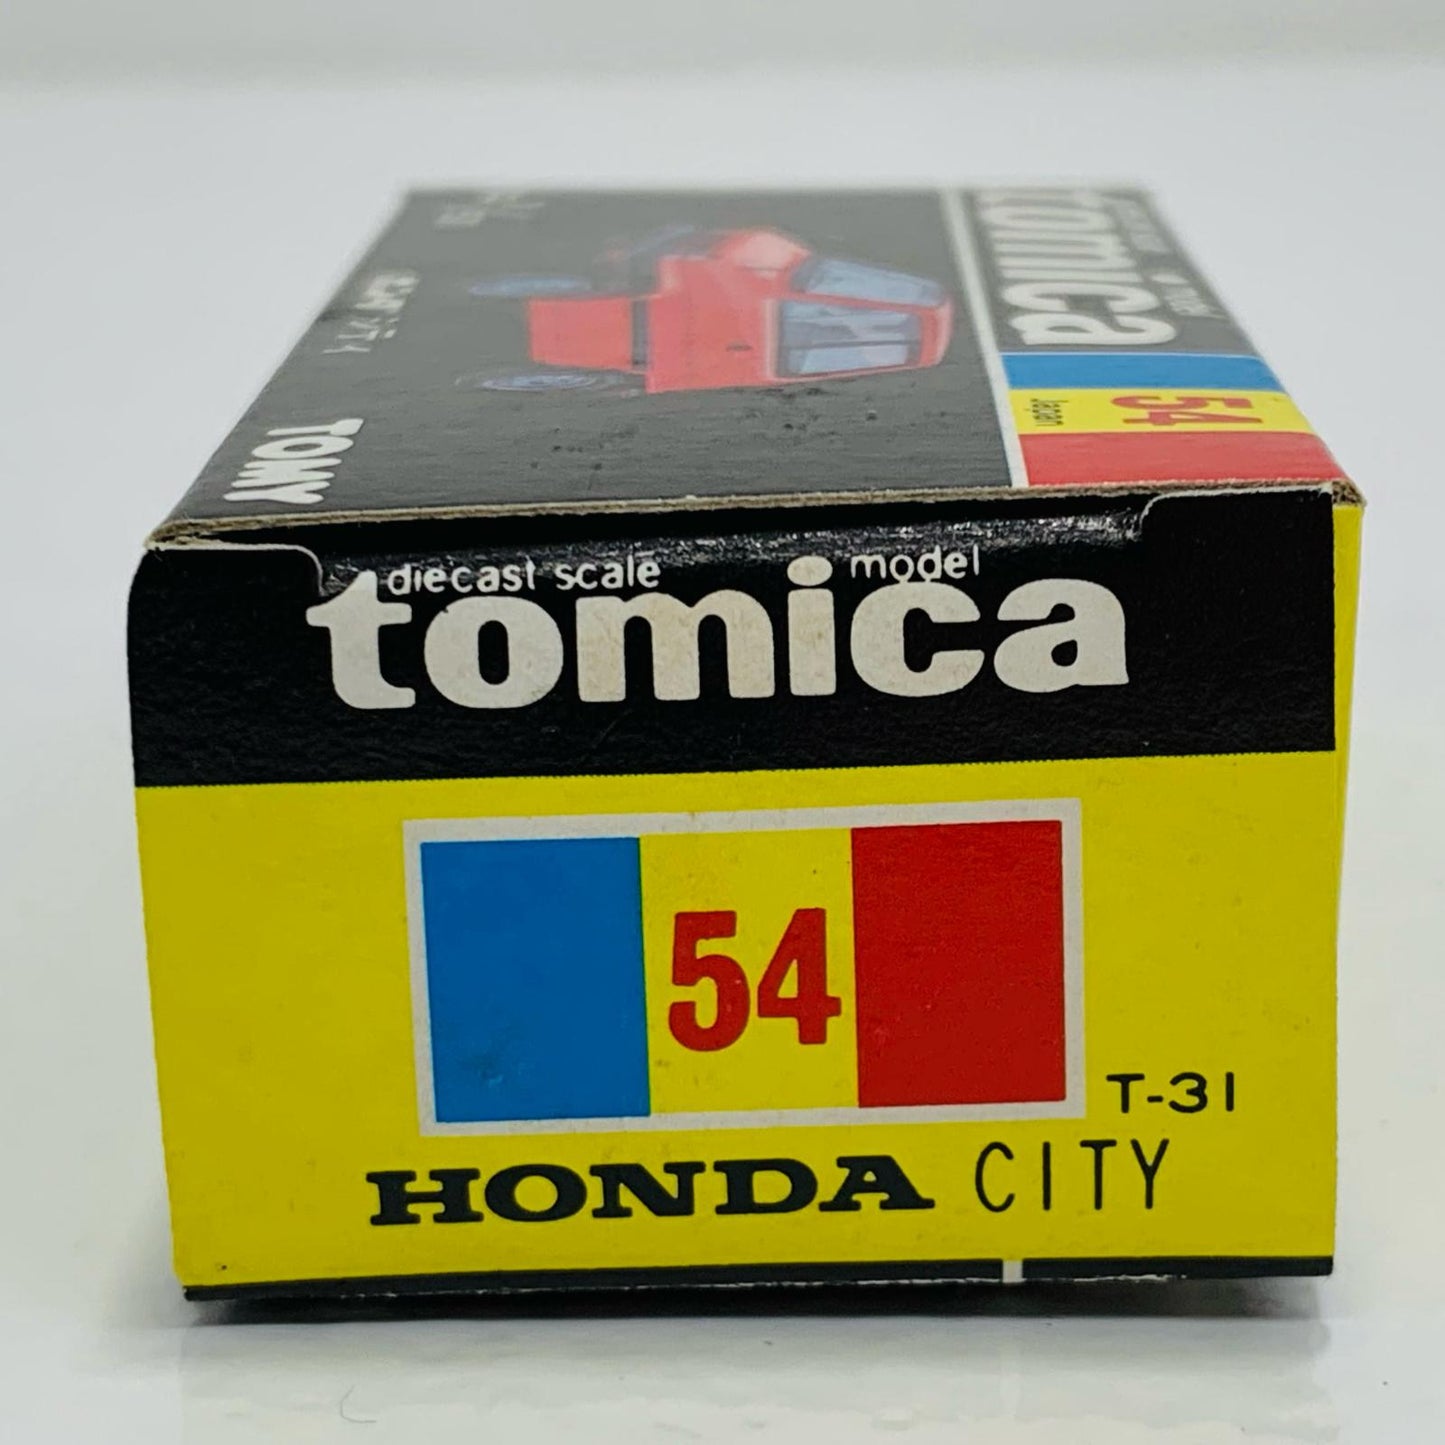 tomica
54
Japan
TOMY
diecast scale model
tomica
54
T-31
HONDA CITY